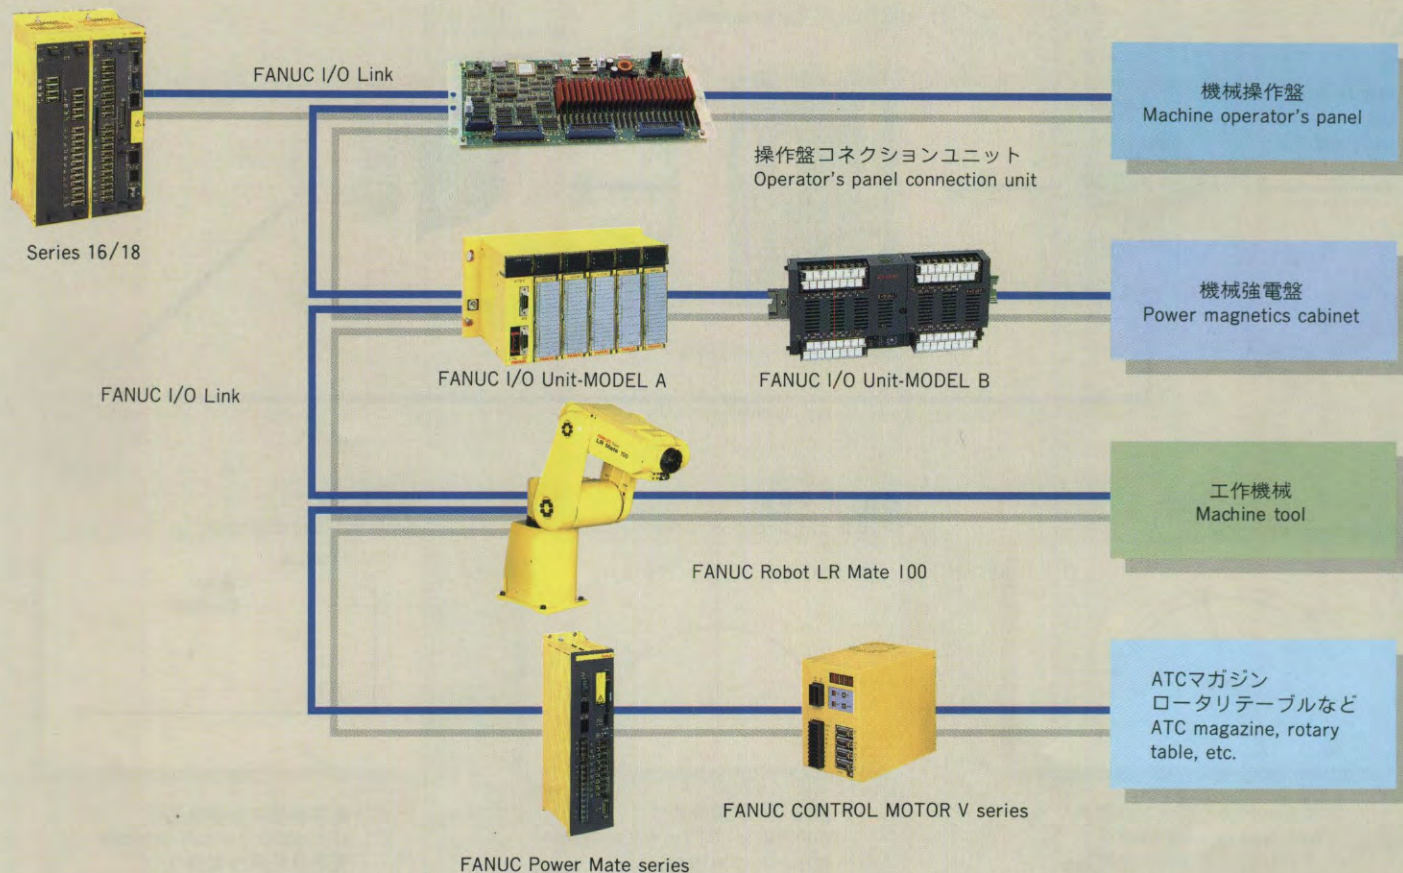 FANUC I/O Link
機械操作盤
Machine operator's panel
操作盤コネクションユニット
Operator's panel connection unit
Series 16/18
機械強電盤
Power magnetics cabinet
FANUC I/O Unit-MODEL A
FANUC I/O Unit-MODEL B
FANUC I/O Link
LR Mate 100
工作機械
Machine tool
FANUC Robot LR Mate 100
ATCマガジン
ロータリテーブルなど
ATC magazine, rotary
table, etc.
FANUC CONTROL MOTOR V series
FANUC Power Mate series